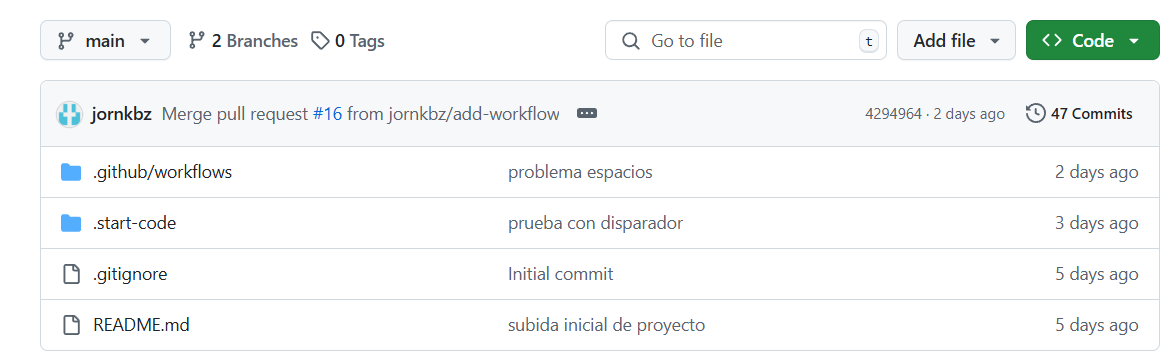 main 2 Branches 0 Tags Go to file t Add file Code
jornkbz Merge pull request #16 from jornkbz/add-workflow 4294964 · 2 days ago 47 Commits
.github/workflows problema espacios 2 days ago
.start-code prueba con disparador 3 days ago
.gitignore Initial commit 5 days ago
README.md subida inicial de proyecto 5 days ago